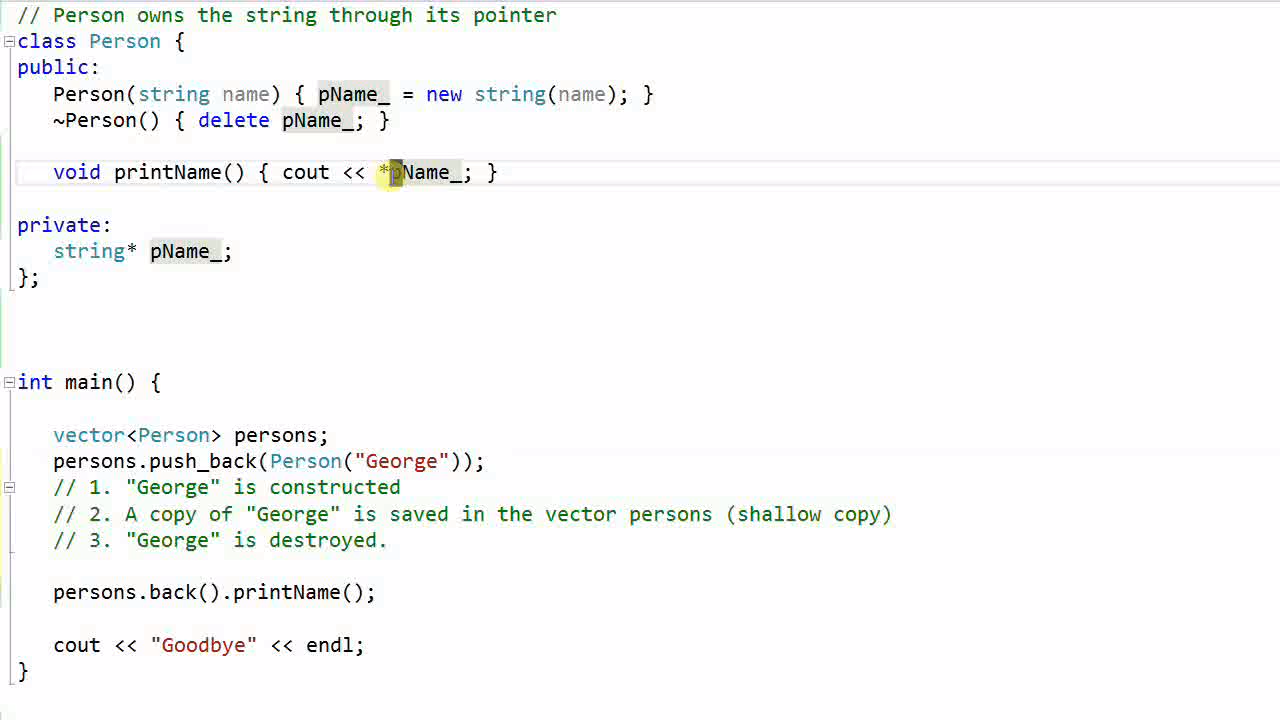 // Person owns the string through its pointer
class Person {
public:
Person(string name) { pName_ = new string(name); }
~Person() { delete pName_; }
void printName() { cout << *pName_; }
private:
string* pName_;
};
int main() {
vector<Person> persons;
persons.push_back(Person("George"));
// 1. "George" is constructed
// 2. A copy of "George" is saved in the vector persons (shallow copy)
// 3. "George" is destroyed.
persons.back().printName();
cout << "Goodbye" << endl;
}